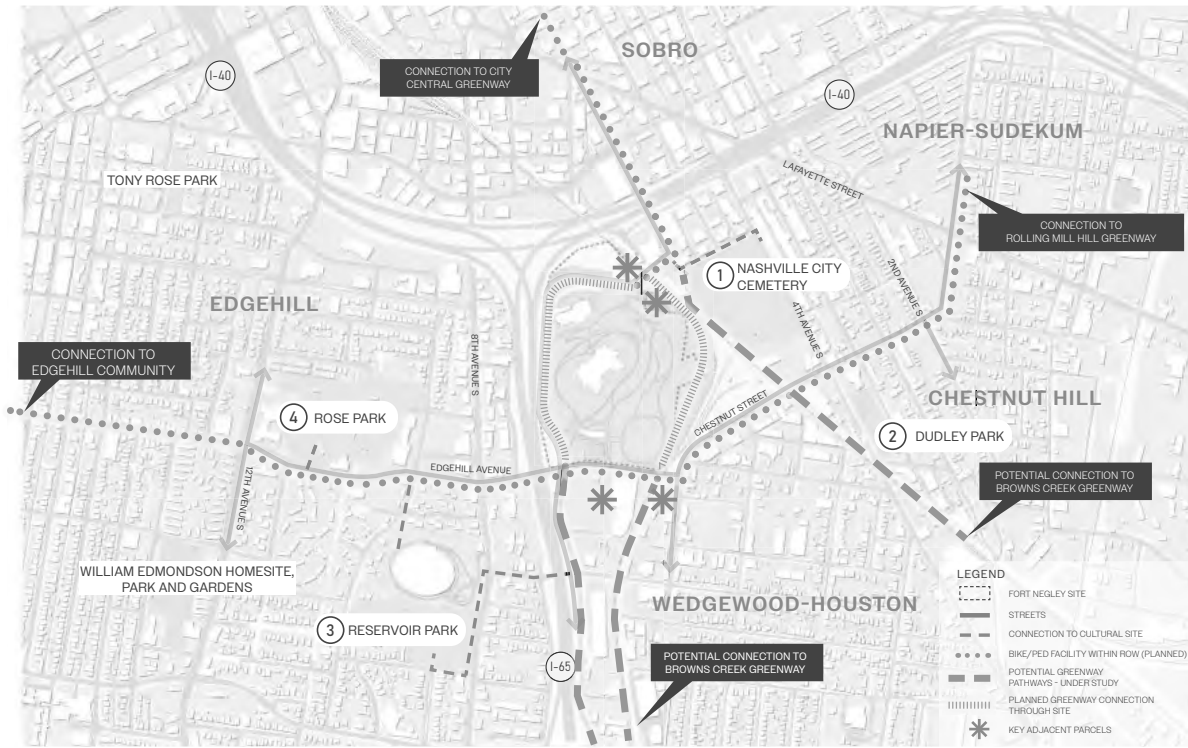 SOBRO
CONNECTION TO CITY
CENTRAL GREENWAY
I-40
I-40
NAPIER-SUDEKUM
TONY ROSE PARK
LAFAYETTE STREET
CONNECTION TO
ROLLING MILL HILL GREENWAY
1 NASHVILLE CITY
CEMETERY
2ND AVENUE S
4TH AVENUE S
EDGEHILL
8TH AVENUE S
CONNECTION TO
EDGEHILL COMMUNITY
CHESTNUT HILL
CHESTNUT STREET
4 ROSE PARK
2 DUDLEY PARK
EDGEHILL AVENUE
12TH AVENUE S
POTENTIAL CONNECTION TO
BROWNS CREEK GREENWAY
WILLIAM EDMONDSON HOMESITE,
PARK AND GARDENS
WEDGEWOOD-HOUSTON
3 RESERVOIR PARK
I-65
POTENTIAL CONNECTION TO
BROWNS CREEK GREENWAY
LEGEND
FORT NEGLEY SITE
STREETS
CONNECTION TO CULTURAL SITE
BIKE/PED FACILITY WITHIN ROW (PLANNED)
POTENTIAL GREENWAY
PATHWAYS - UNDER STUDY
PLANNED GREENWAY CONNECTION
THROUGH SITE
KEY ADJACENT PARCELS